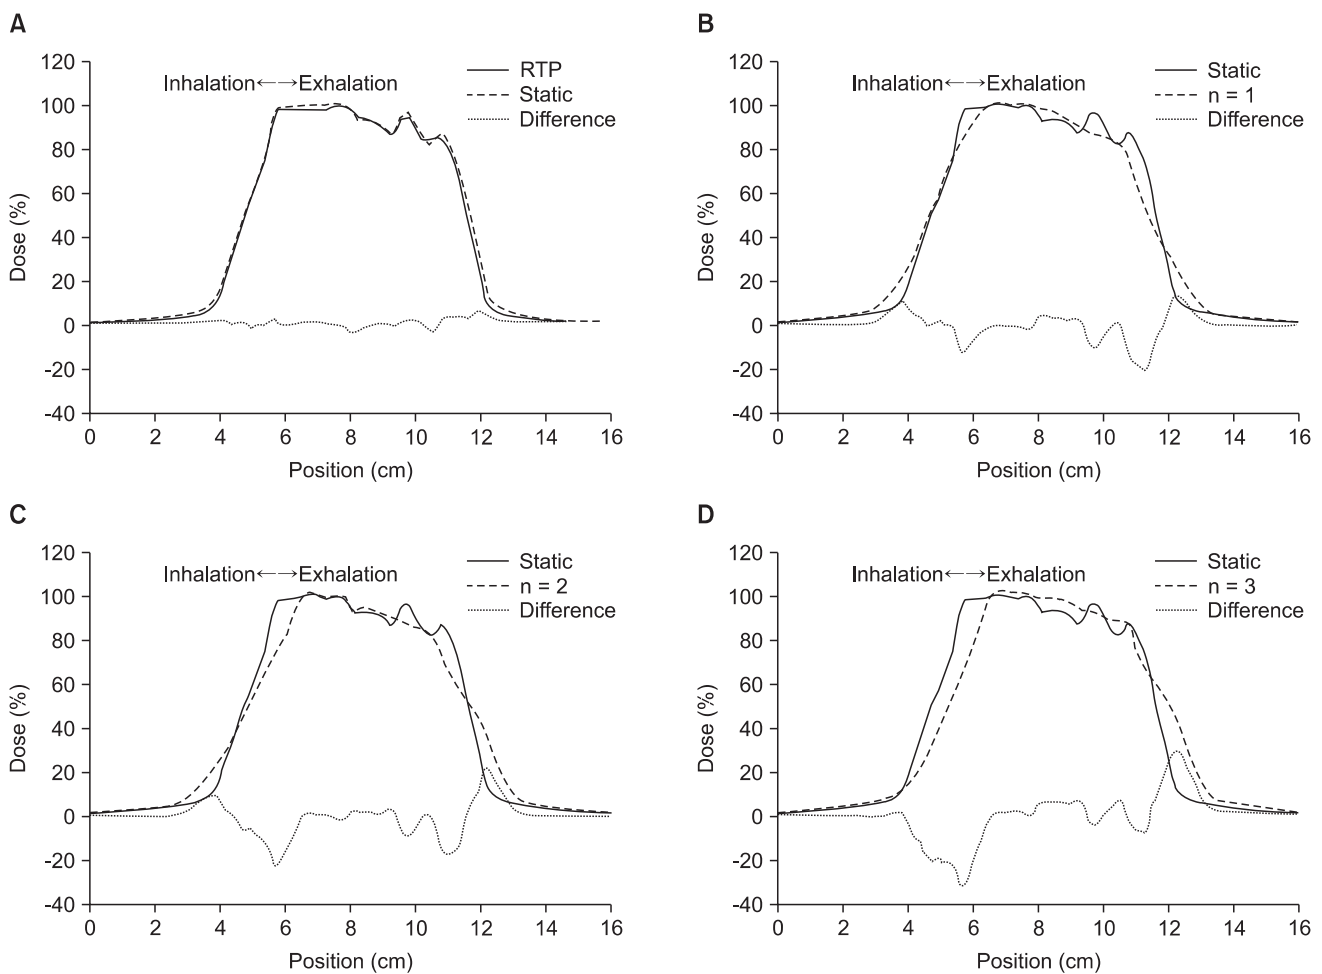 A
120
100
80
60
40
20
0
-20
-40
Dose (%)
Inhalation←→Exhalation
RTP
Static
Difference
0 2 4 6 8 10 12 14 16
Position (cm)
B
120
100
80
60
40
20
0
-20
-40
Dose (%)
Inhalation←→Exhalation
Static
n = 1
Difference
0 2 4 6 8 10 12 14 16
Position (cm)
C
120
100
80
60
40
20
0
-20
-40
Dose (%)
Inhalation←→Exhalation
Static
n = 2
Difference
0 2 4 6 8 10 12 14 16
Position (cm)
D
120
100
80
60
40
20
0
-20
-40
Dose (%)
Inhalation←→Exhalation
Static
n = 3
Difference
0 2 4 6 8 10 12 14 16
Position (cm)